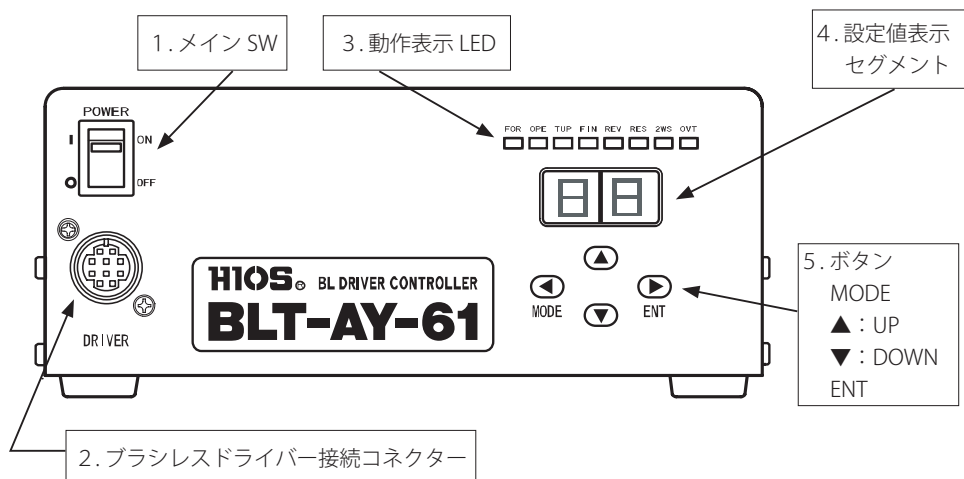 1. メイン SW
3. 動作表示 LED
4. 設定値表示
セグメント
POWER
I
ON
OFF
FOR OPE TUP FIN REV RES 2WS OVT
8 8
HIOS® BL DRIVER CONTROLLER
BLT-AY-61
MODE
ENT
DRIVER
5. ボタン
MODE
▲：UP
▼：DOWN
ENT
2. ブラシレスドライバー接続コネクター